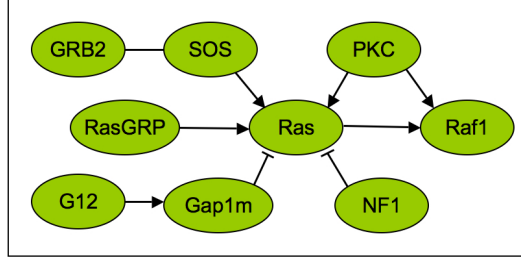 GRB2
SOS
PKC
RasGRP
Ras
Raf1
G12
Gap1m
NF1